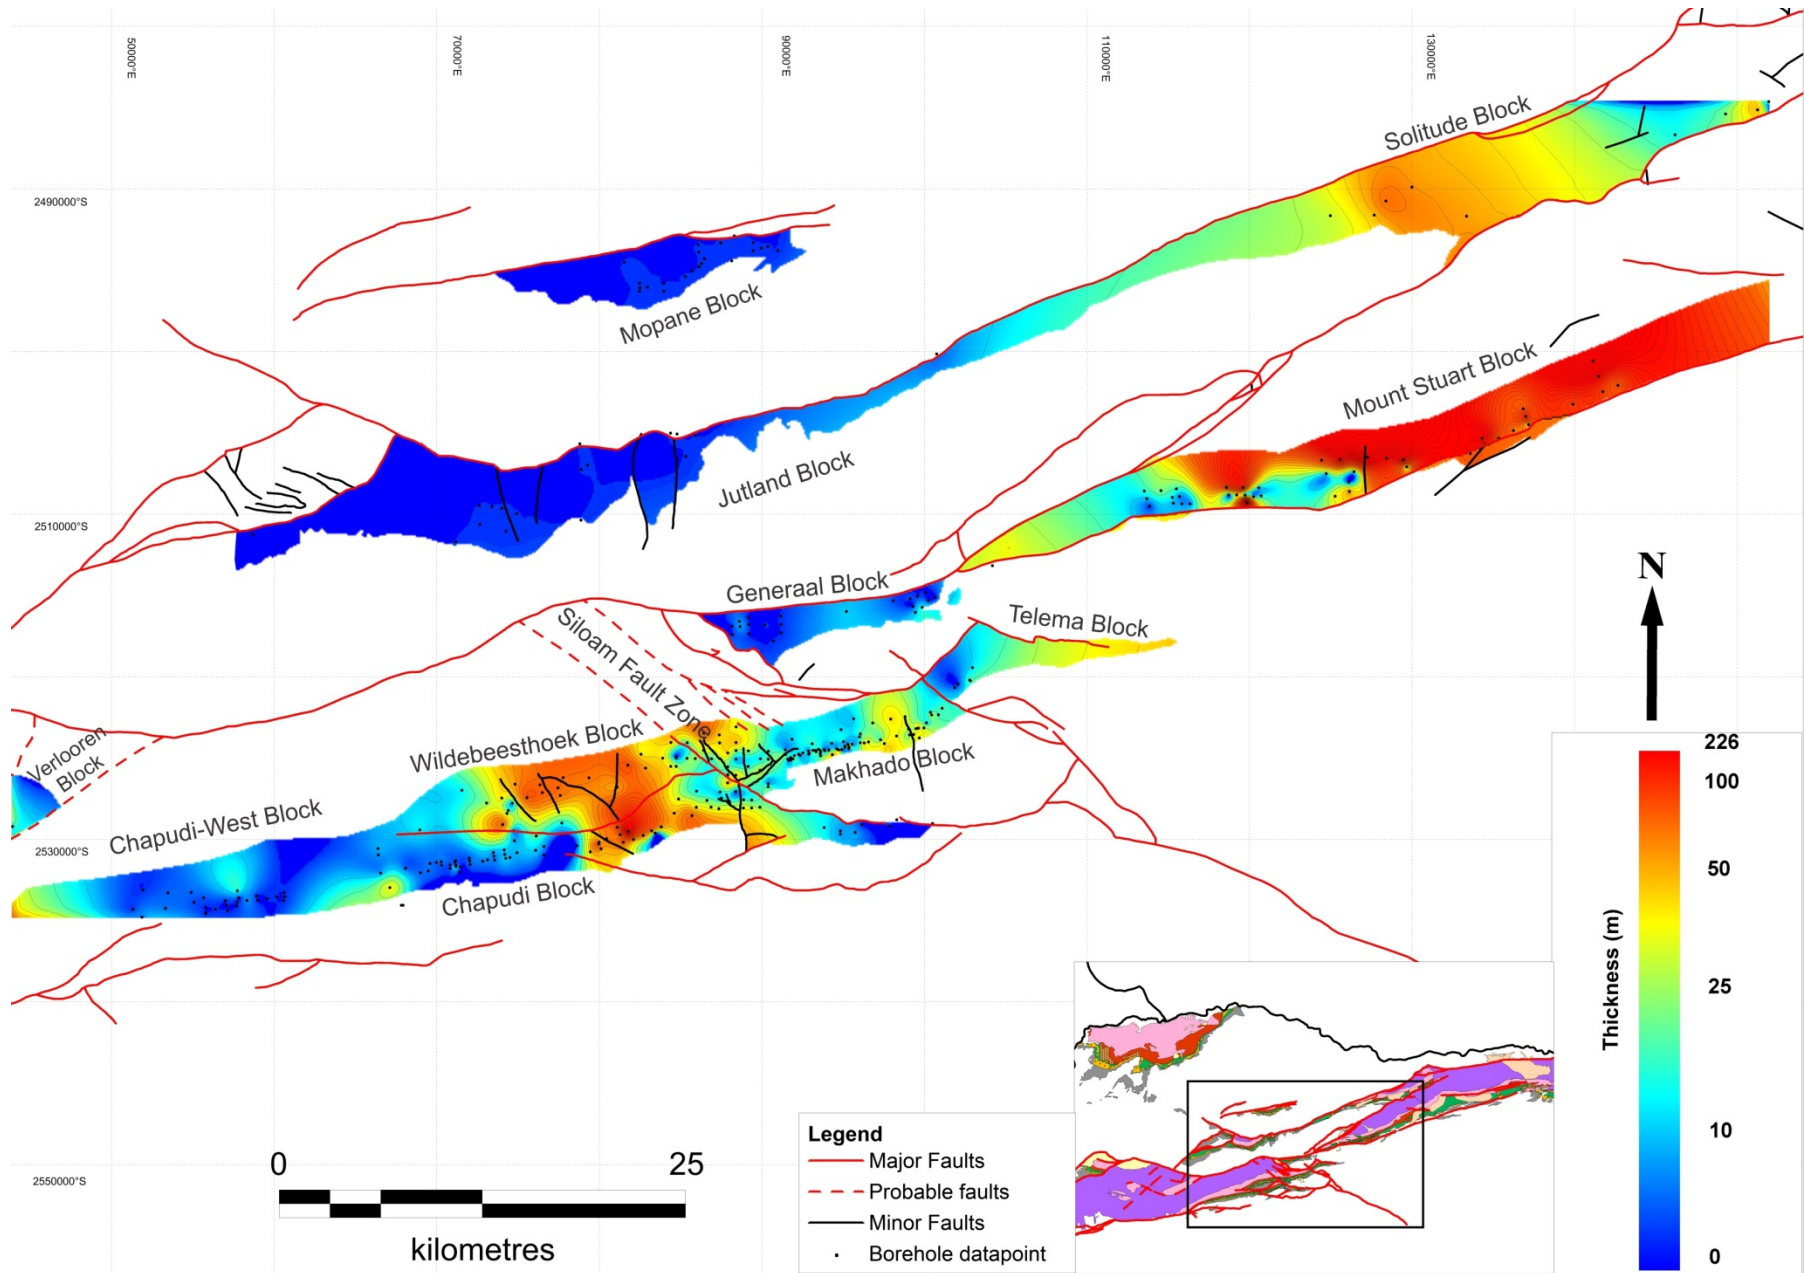 50000°E
70000°E
90000°E
110000°E
130000°E
Solitude Block
2490000°S
Mopane Block
Mount Stuart Block
Jutland Block
2510000°S
Generaal Block
N
Telema Block
Siloam Fault Zone
Verlooren
Block
Wildebeesthoek Block
Makhado Block
Chapudi-West Block
2530000°S
Chapudi Block
226
100
50
25
10
0
Thickness (m)
2550000°S
0
25
kilometres
Legend
Major Faults
Probable faults
Minor Faults
Borehole datapoint